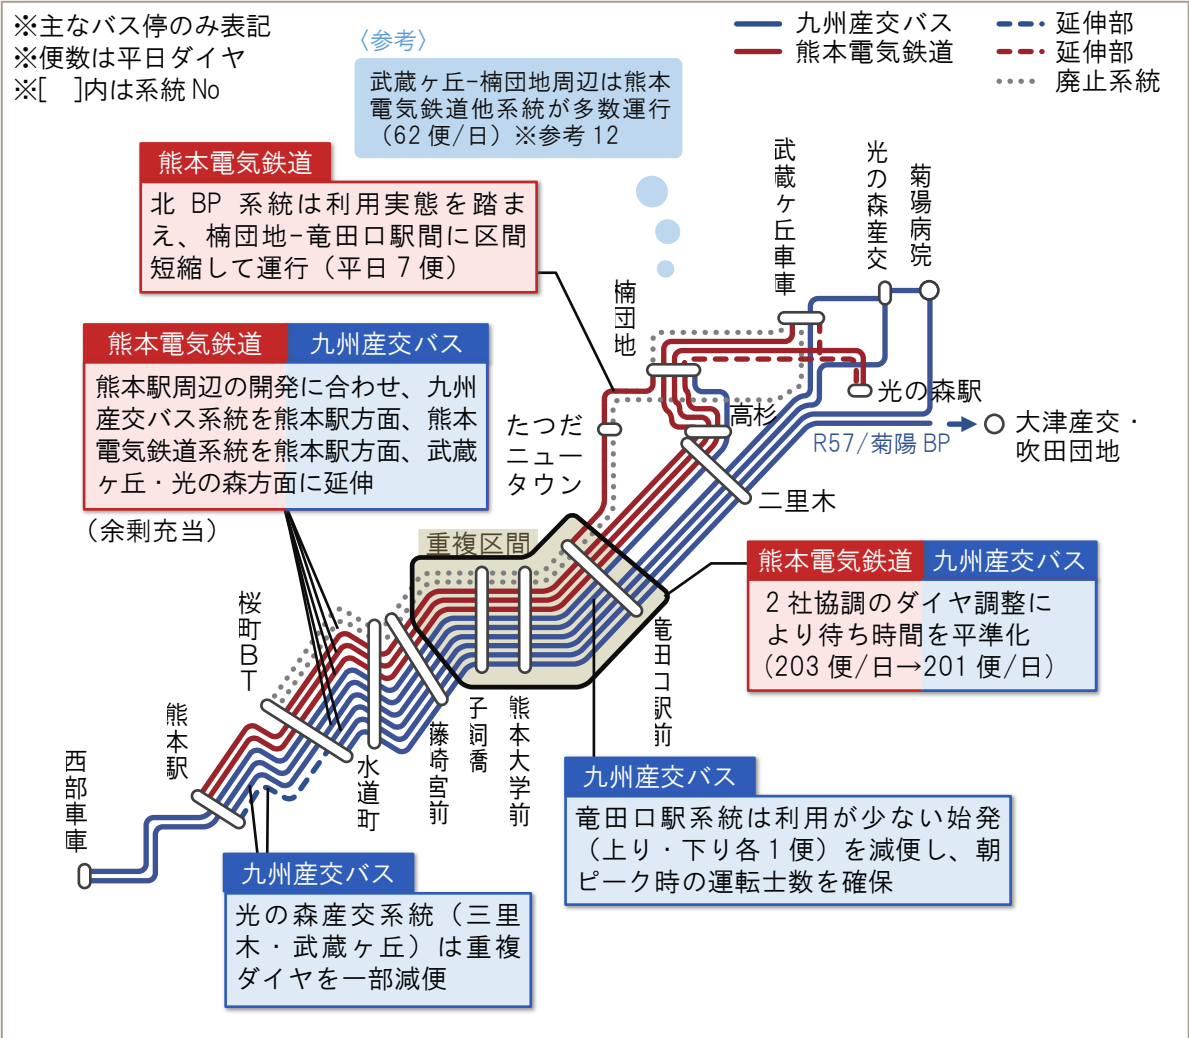 ※主なバス停のみ表記
※便数は平日ダイヤ
※[　]内は系統 No
〈参考〉
武蔵ヶ丘-楠団地周辺は熊本
電気鉄道他系統が多数運行
（62 便/日）※参考 12
九州産交バス
熊本電気鉄道
延伸部
延伸部
廃止系統
熊本電気鉄道
北 BP 系統は利用実態を踏ま
え、楠団地-竜田口駅間に区間
短縮して運行（平日 7 便）
熊本電気鉄道
九州産交バス
熊本駅周辺の開発に合わせ、九州
産交バス系統を熊本駅方面、熊本
電気鉄道系統を熊本駅方面、武蔵
ヶ丘・光の森方面に延伸
（余剰充当）
武蔵ヶ丘車庫
光の森産交
菊陽病院
楠団地
光の森駅
高杉
たつだ
ニュー
タウン
大津産交・
吹田団地
R57/菊陽 BP
二里木
重複区間
熊本電気鉄道
九州産交バス
2 社協調のダイヤ調整に
より待ち時間を平準化
(203 便/日→201 便/日)
桜町BT
熊本駅
西部車庫
水道町
藤崎宮前
子飼橋
熊本大学前
竜田口駅前
九州産交バス
竜田口駅系統は利用が少ない始発
（上り・下り各 1 便）を減便し、朝
ピーク時の運転士数を確保
九州産交バス
光の森産交系統（三里
木・武蔵ヶ丘）は重複
ダイヤを一部減便